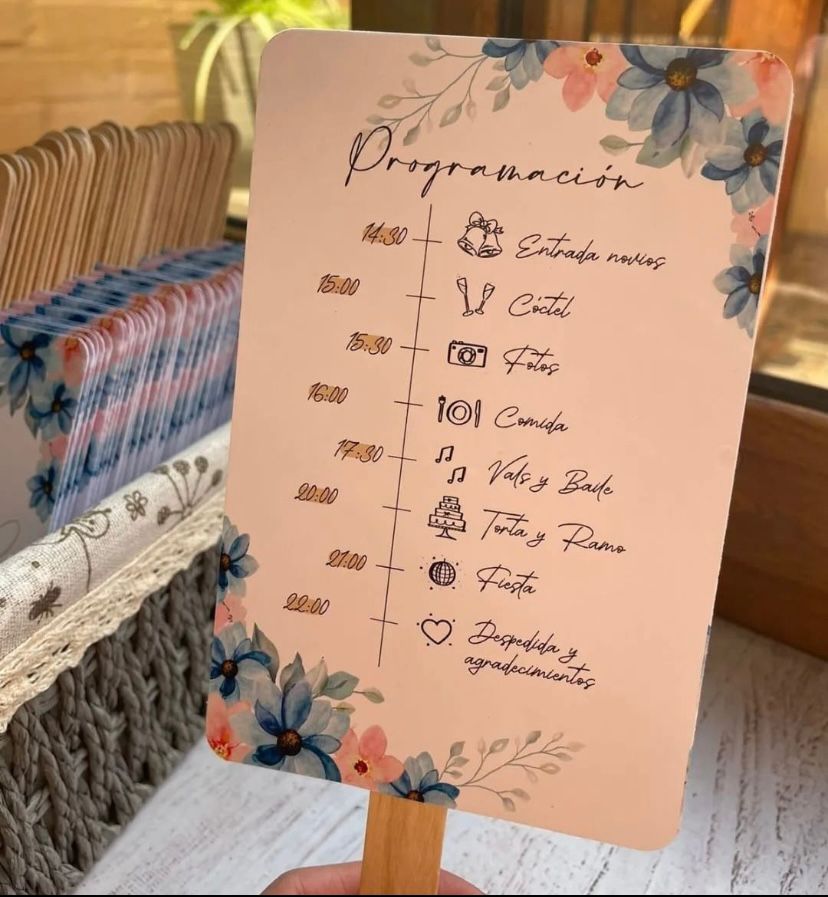 Programación
14:30 Entrada novios
15:00 Cóctel
15:30 Fotos
16:00 Comida
17:30 Vals y Baile
20:00 Torta y Ramo
21:00 Fiesta
22:00 Despedida y
agradecimientos